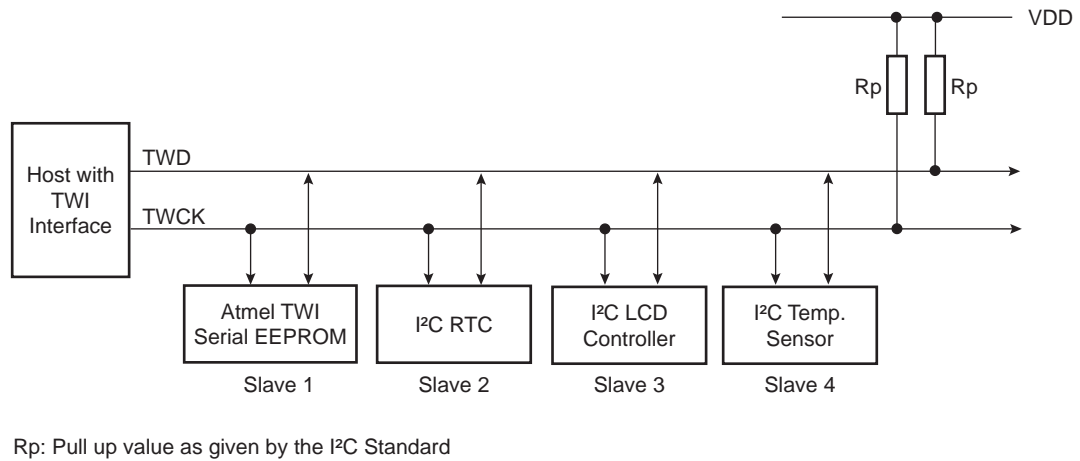 VDD
Rp
Rp
Host with
TWI
Interface
TWD
TWCK
Atmel TWI
Serial EEPROM
I²C RTC
I²C LCD
Controller
I²C Temp.
Sensor
Slave 1
Slave 2
Slave 3
Slave 4
Rp: Pull up value as given by the I²C Standard